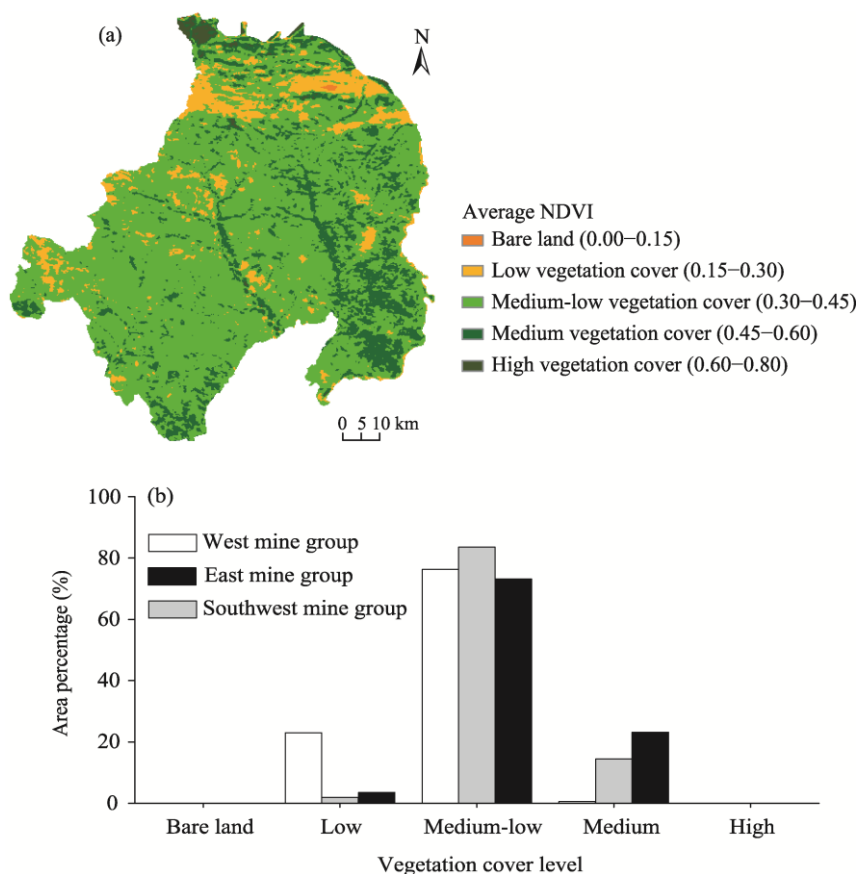 (a)
N
Average NDVI
Bare land (0.00−0.15)
Low vegetation cover (0.15−0.30)
Medium-low vegetation cover (0.30−0.45)
Medium vegetation cover (0.45−0.60)
High vegetation cover (0.60−0.80)
0 5 10 km
(b)
100
80
60
40
20
0
Area percentage (%)
West mine group
East mine group
Southwest mine group
Bare land Low Medium-low Medium High
Vegetation cover level